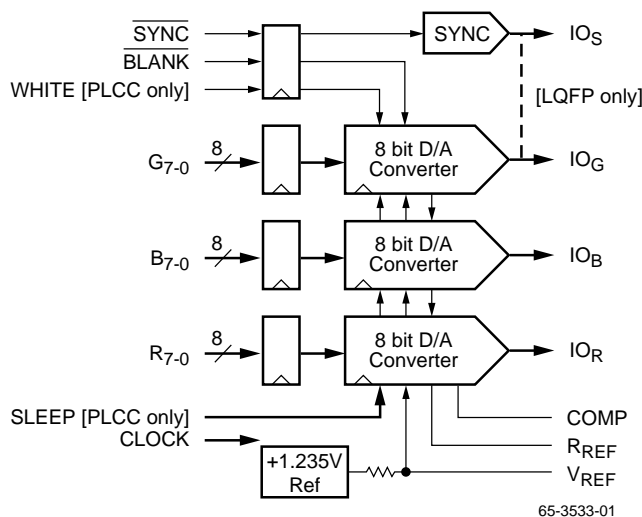 SYNC
SYNC
IOS
BLANK
WHITE [PLCC only]
[LQFP only]
G7-0
8
8 bit D/A
Converter
IOG
B7-0
8
8 bit D/A
Converter
IOB
R7-0
8
8 bit D/A
Converter
IOR
SLEEP [PLCC only]
CLOCK
COMP
RREF
+1.235V
Ref
VREF
65-3533-01